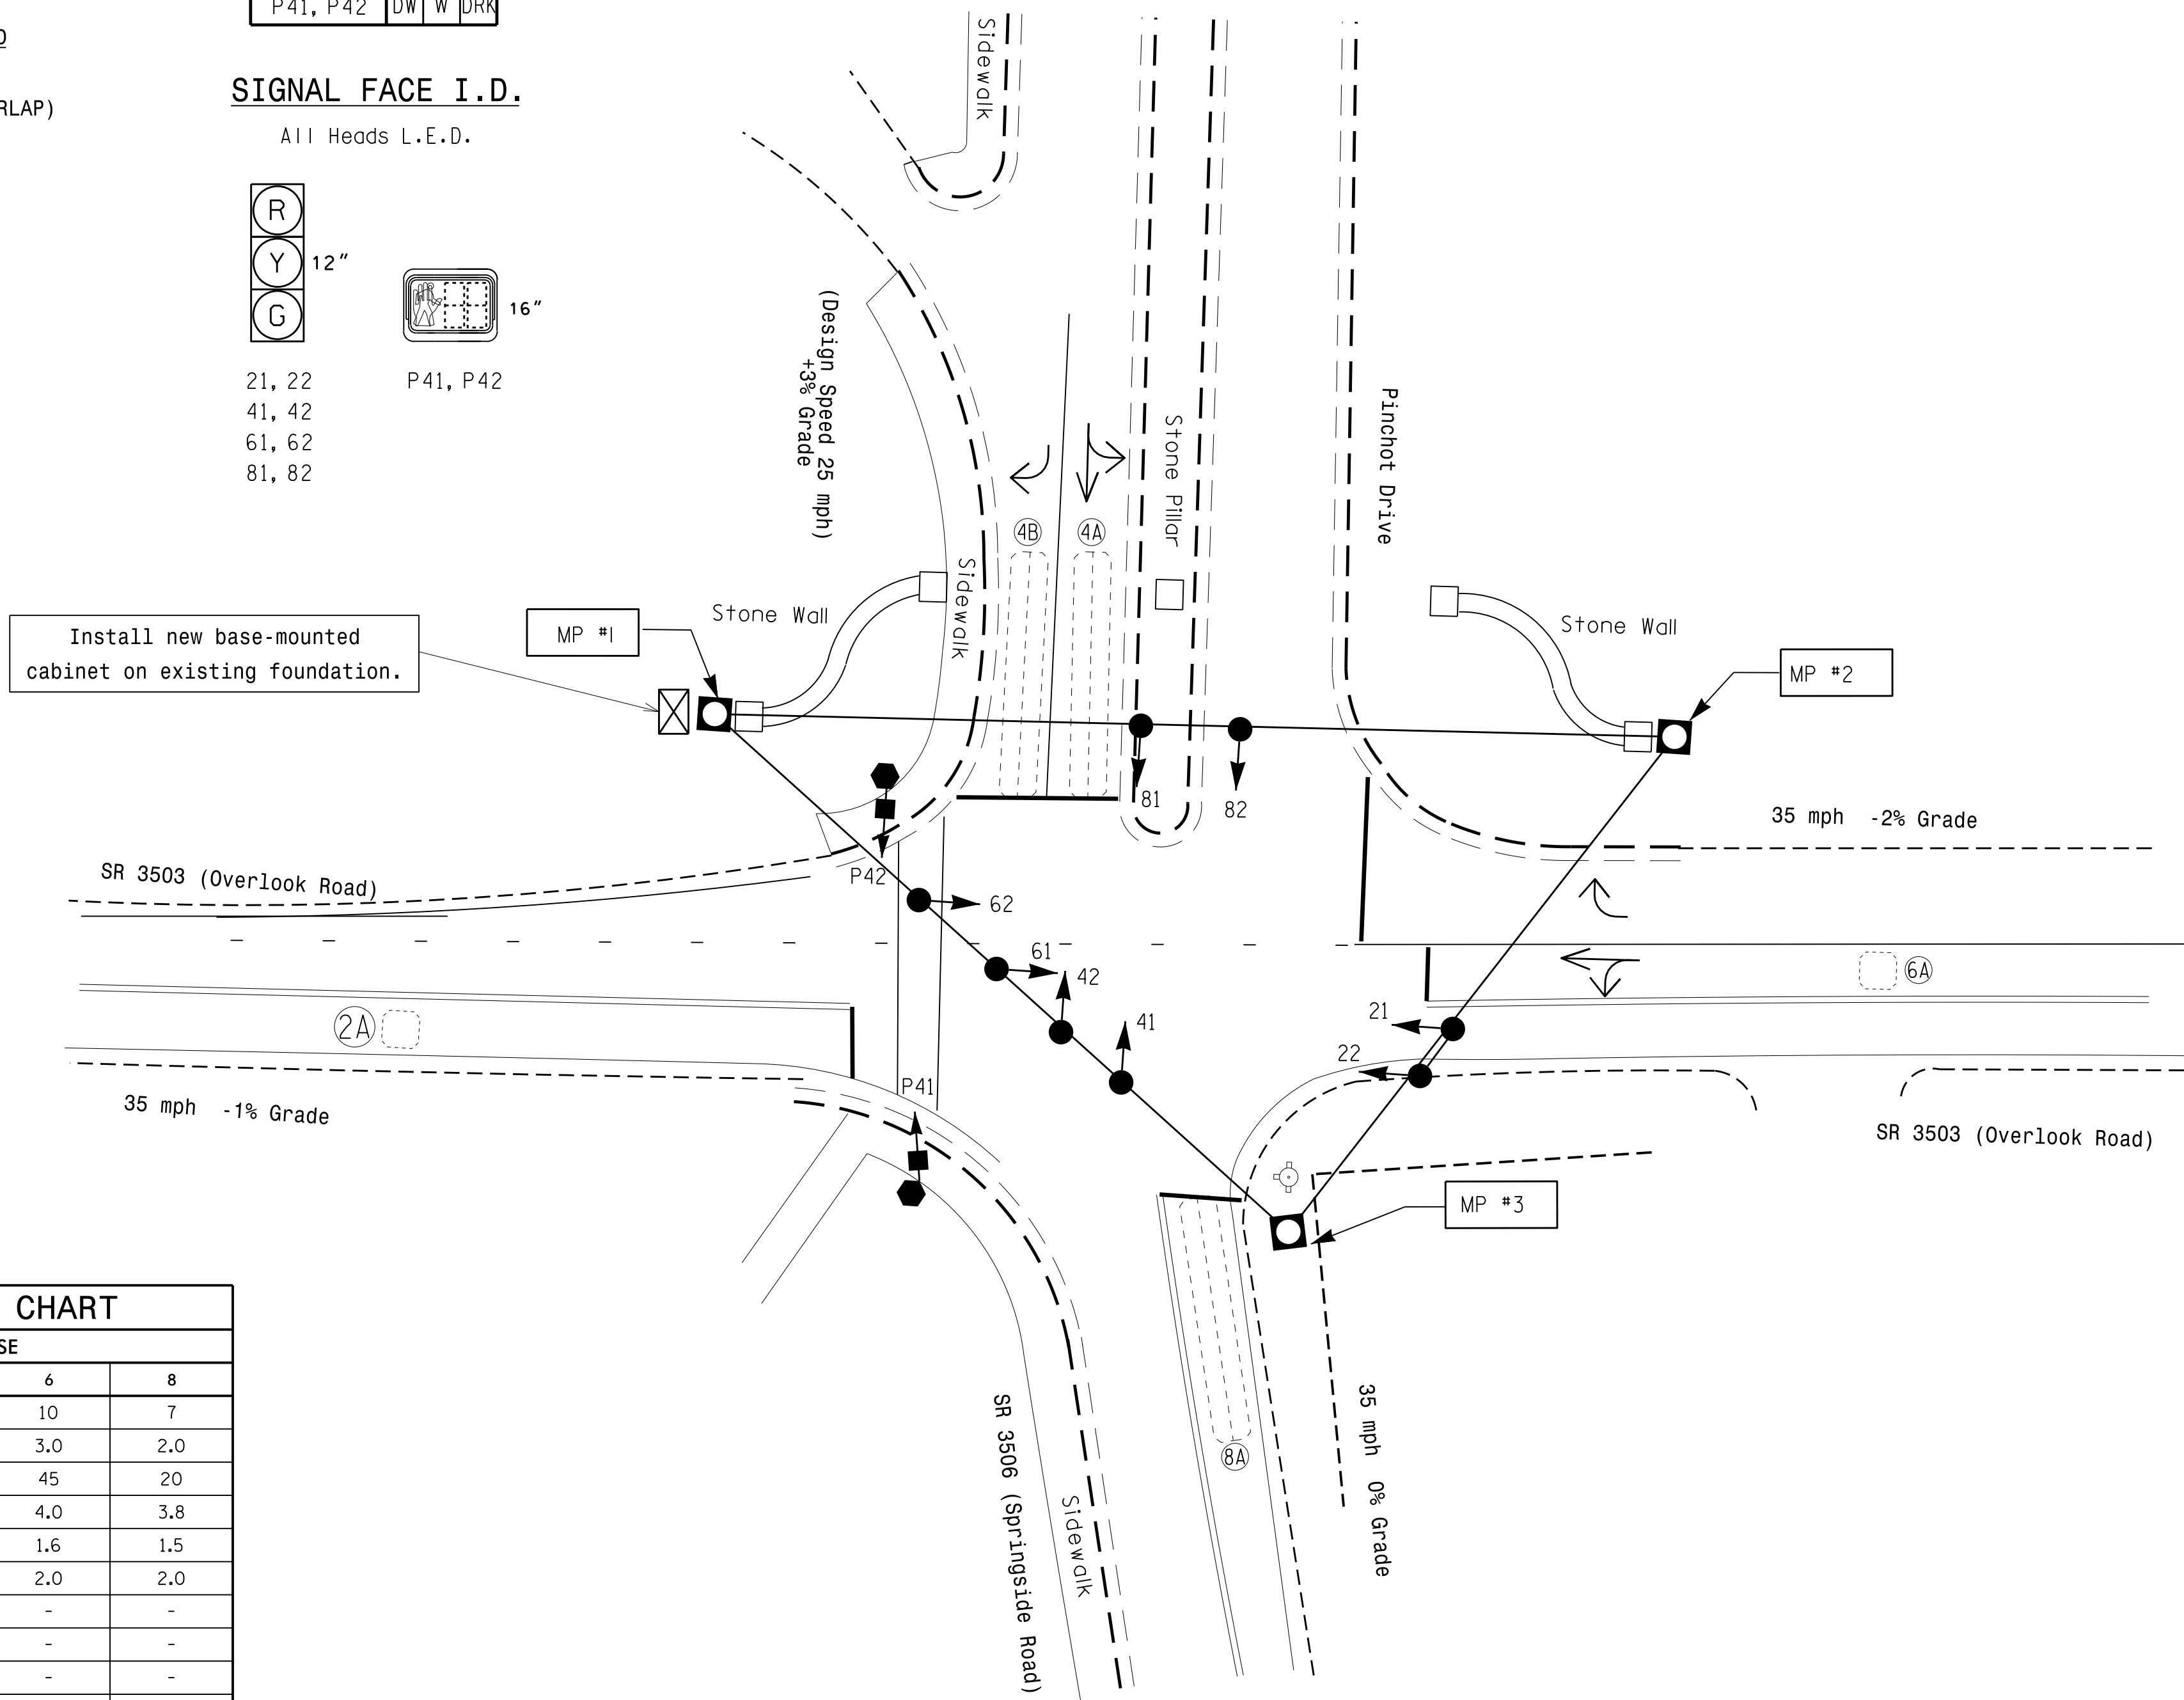 P41, P42 DW W DRK
RLAP)
SIGNAL FACE I.D.
All Heads L.E.D.
R
Y
G
12"
16"
21, 22
41, 42
61, 62
81, 82
P41, P42
Sidewalk
(Design Speed 25 mph)
+3% Grade
Stone Pillar
Pinchot Drive
4B
4A
Sidewalk
Install new base-mounted
cabinet on existing foundation.
MP #1
Stone Wall
Stone Wall
MP #2
81
82
35 mph -2% Grade
SR 3503 (Overlook Road)
P42
62
61
42
41
6A
2A
21
22
P41
35 mph -1% Grade
SR 3503 (Overlook Road)
MP #3
8A
SR 3506 (Springside Road)
Sidewalk
35 mph 0% Grade
CHART
SE
6 8
10 7
3.0 2.0
45 20
4.0 3.8
1.6 1.5
2.0 2.0
- -
- -
- -